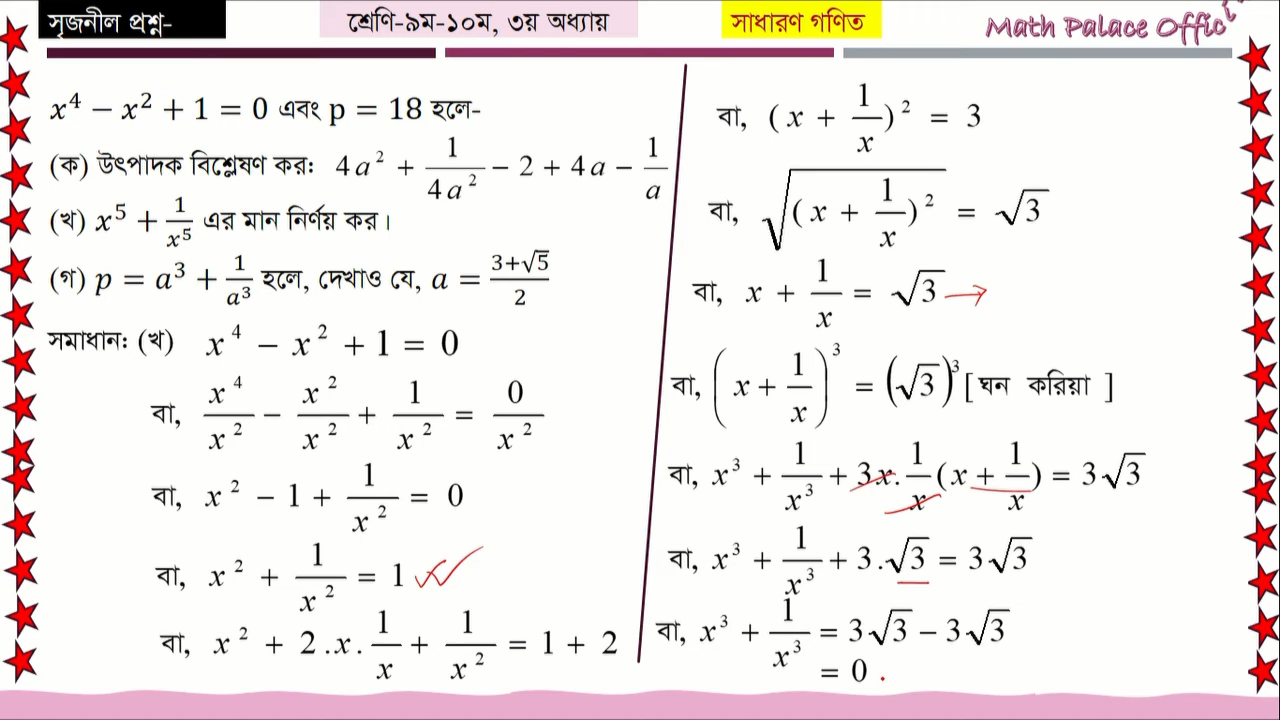 সৃজনীল প্রশ্ন-
শ্রেণি-৯ম-১০ম, ৩য় অধ্যায়
সাধারণ গণিত
Math Palace Offic
x⁴ − x² + 1 = 0 এবং p = 18 হলে-
(ক) উৎপাদক বিশ্লেষণ কর: 4a² + 1/(4a²) − 2 + 4a − 1/a
(খ) x⁵ + 1/x⁵ এর মান নির্ণয় কর।
(গ) p = a³ + 1/a³ হলে, দেখাও যে, a = (3+√5)/2
সমাধান: (খ) x⁴ − x² + 1 = 0
বা, x⁴/x² − x²/x² + 1/x² = 0/x²
বা, x² − 1 + 1/x² = 0
বা, x² + 1/x² = 1
বা, x² + 2.x.1/x + 1/x² = 1 + 2
বা, (x + 1/x)² = 3
বা, √(x + 1/x)² = √3
বা, x + 1/x = √3
বা, (x + 1/x)³ = (√3)³ [ঘন করিয়া ]
বা, x³ + 1/x³ + 3x.1/x(x + 1/x) = 3√3
বা, x³ + 1/x³ + 3.√3 = 3√3
বা, x³ + 1/x³ = 3√3 − 3√3
= 0